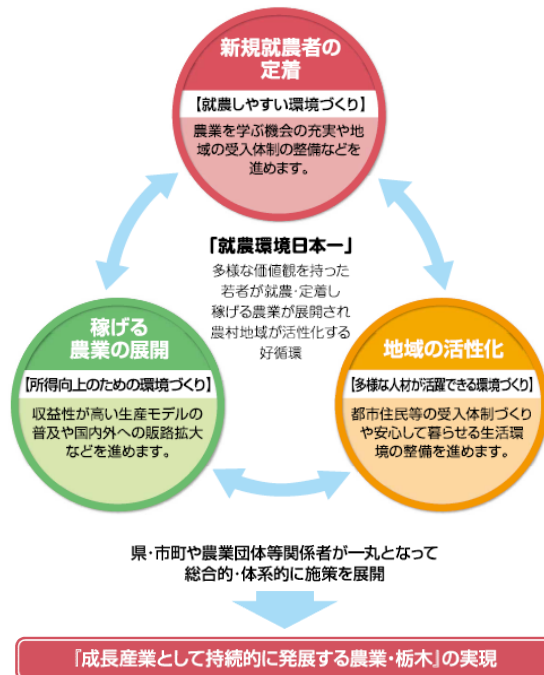 新規就農者の
定着
【就農しやすい環境づくり】
農業を学ぶ機会の充実や地
域の受入体制の整備などを
進めます。
「就農環境日本一」
多様な価値観を持った
若者が就農・定着し
稼げる農業が展開され
農村地域が活性化する
好循環
稼げる
農業の展開
【所得向上のための環境づくり】
収益性が高い生産モデルの
普及や国内外への販路拡大
などを進めます。
地域の活性化
【多様な人材が活躍できる環境づくり】
都市住民等の受入体制づくり
や安心して暮らせる生活環
境の整備を進めます。
県・市町や農業団体等関係者が一丸となって
総合的・体系的に施策を展開
『成長産業として持続的に発展する農業・栃木』の実現